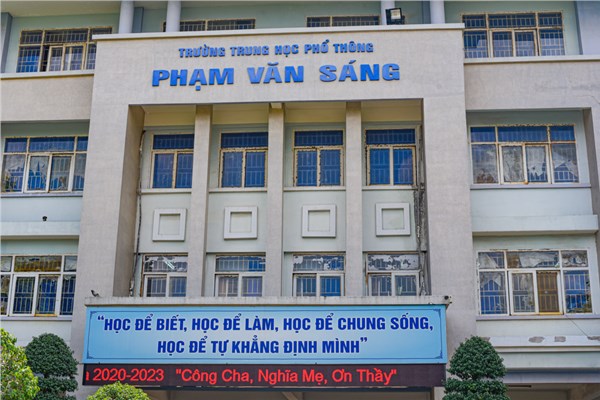 TRƯỜNG TRUNG HỌC PHỔ THÔNG
PHẠM VĂN SÁNG
"HỌC ĐỂ BIẾT, HỌC ĐỂ LÀM, HỌC ĐỂ CHUNG SỐNG,
HỌC ĐỂ TỰ KHẲNG ĐỊNH MÌNH"
a 2020-2023 "Công Cha, Nghĩa Mẹ, Ơn Thầy"